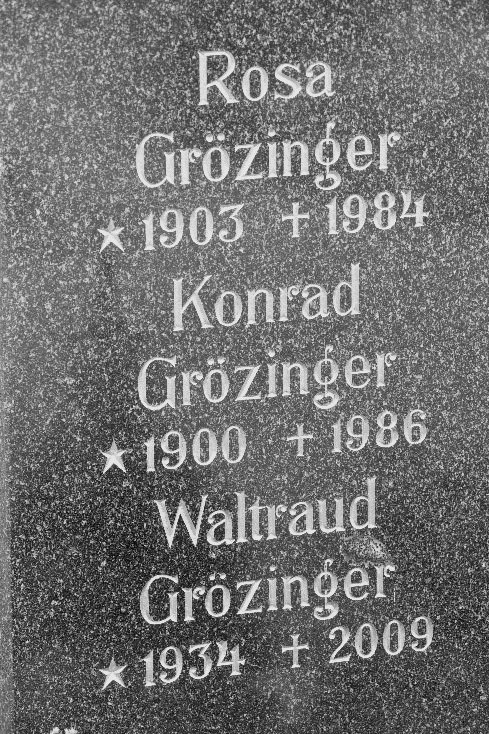 Rosa
Grözinger
★ 1903 † 1984
Konrad
Grözinger
★ 1900 † 1986
Waltraud
Grözinger
★ 1934 † 2009